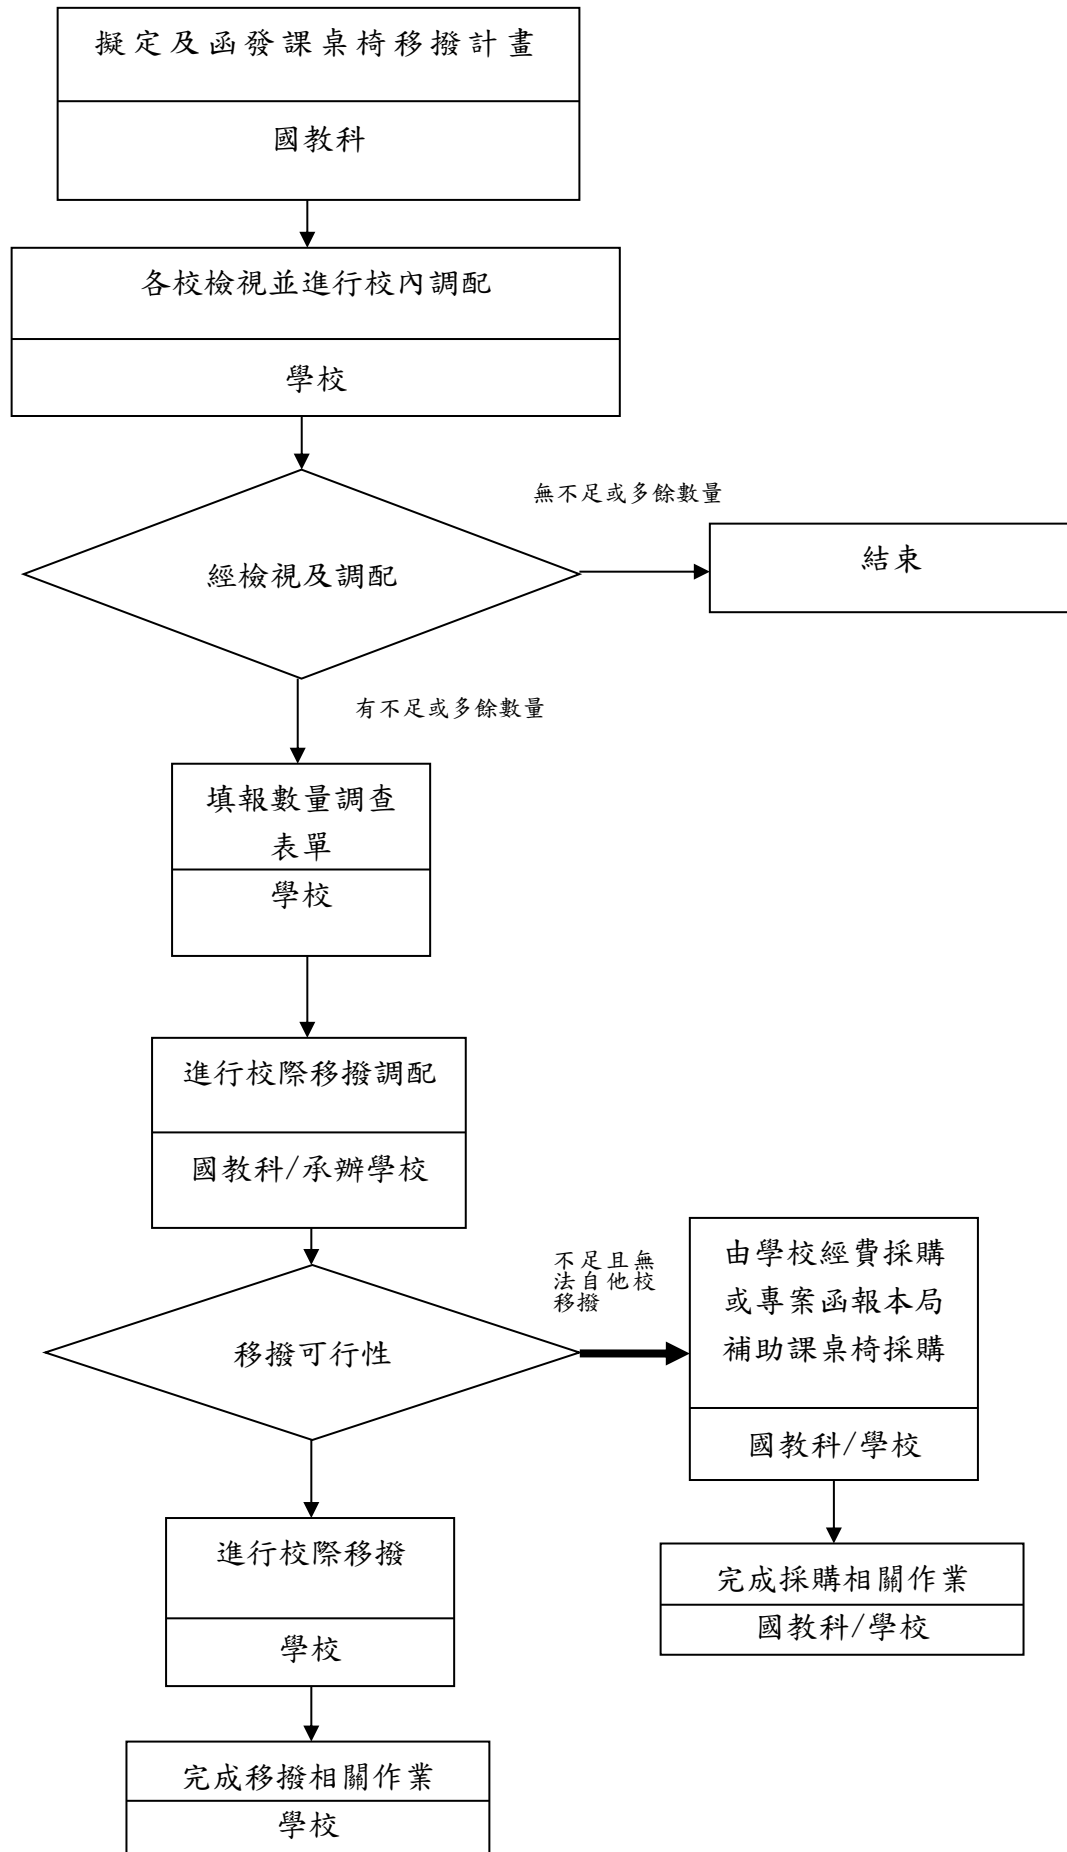 擬定及函發課桌椅移撥計畫
國教科
各校檢視並進行校內調配
學校
無不足或多餘數量
經檢視及調配
結束
有不足或多餘數量
填報數量調查
表單
學校
進行校際移撥調配
國教科/承辦學校
不足且無
法自他校
移撥
移撥可行性
由學校經費採購
或專案函報本局
補助課桌椅採購
國教科/學校
進行校際移撥
學校
完成採購相關作業
國教科/學校
完成移撥相關作業
學校